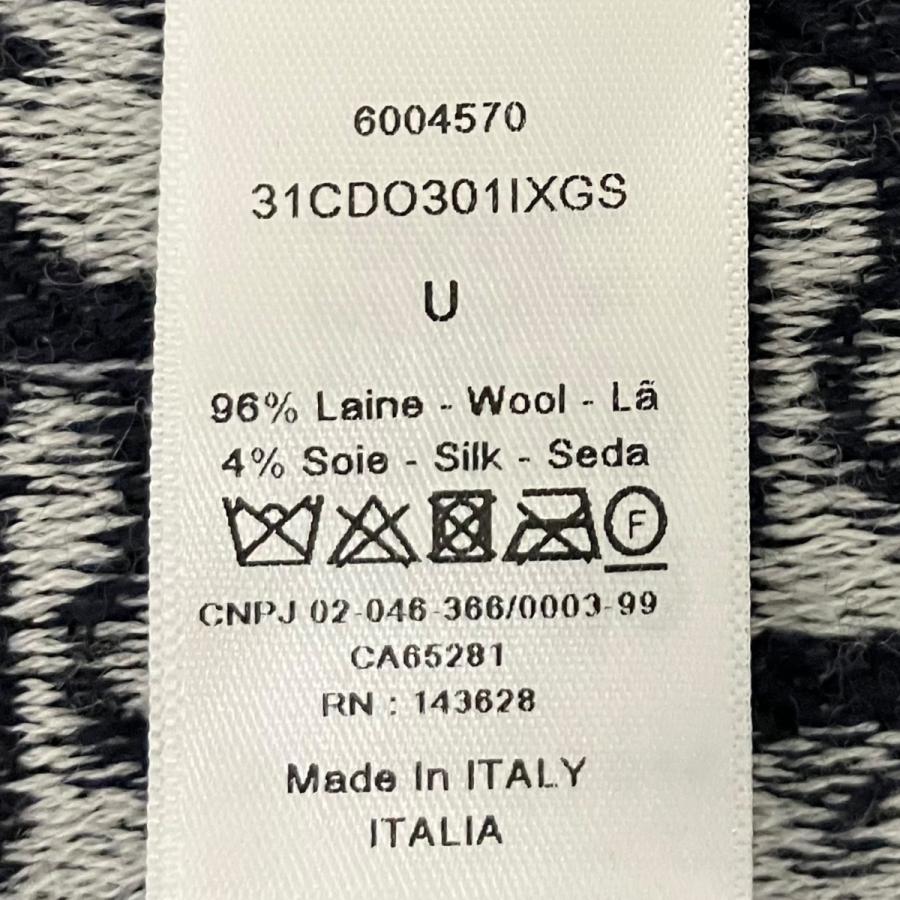 6004570
31CDO301IXGS
U
96% Laine - Wool - Lã
4% Soie - Silk - Seda
F
CNPJ 02-046-366/0003-99
CA65281
RN : 143628
Made In ITALY
ITALIA